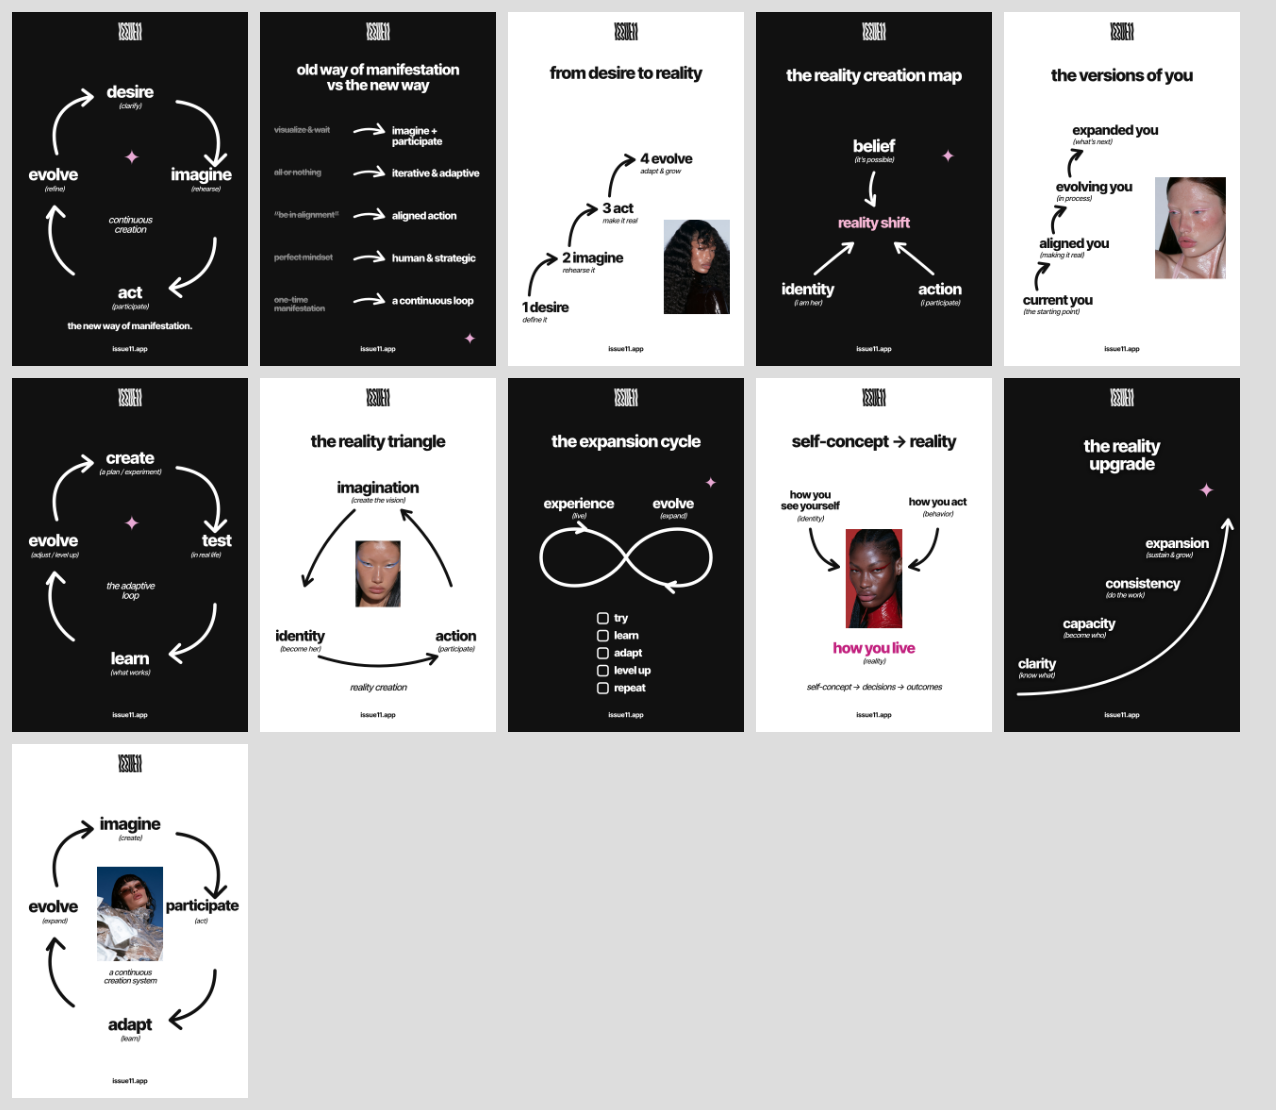 ISSUE11
desire
(clarify)
evolve
(refine)
imagine
(rehearse)
continuous
creation
act
(participate)
the new way of manifestation.
issue11.app
ISSUE11
old way of manifestation
vs the new way
visualize & wait
imagine +
participate
all or nothing
iterative & adaptive
"be in alignment"
aligned action
perfect mindset
human & strategic
one-time
manifestation
a continuous loop
issue11.app
ISSUE11
from desire to reality
4 evolve
adapt & grow
3 act
make it real
2 imagine
rehearse it
1 desire
define it
issue11.app
ISSUE11
the reality creation map
belief
(it's possible)
reality shift
identity
(i am her)
action
(i participate)
issue11.app
ISSUE11
the versions of you
expanded you
(what's next)
evolving you
(in process)
aligned you
(making it real)
current you
(the starting point)
issue11.app
ISSUE11
create
(a plan / experiment)
evolve
(adjust / level up)
test
(in real life)
the adaptive
loop
learn
(what works)
issue11.app
ISSUE11
the reality triangle
imagination
(create the vision)
identity
(become her)
action
(participate)
reality creation
issue11.app
ISSUE11
the expansion cycle
experience
(live)
evolve
(expand)
try
learn
adapt
level up
repeat
issue11.app
ISSUE11
self-concept → reality
how you
see yourself
(identity)
how you act
(behavior)
how you live
(reality)
self-concept → decisions → outcomes
issue11.app
ISSUE11
the reality
upgrade
expansion
(sustain & grow)
consistency
(do the work)
capacity
(become who)
clarity
(know what)
issue11.app
ISSUE11
imagine
(create)
evolve
(expand)
participate
(act)
a continuous
creation system
adapt
(learn)
issue11.app